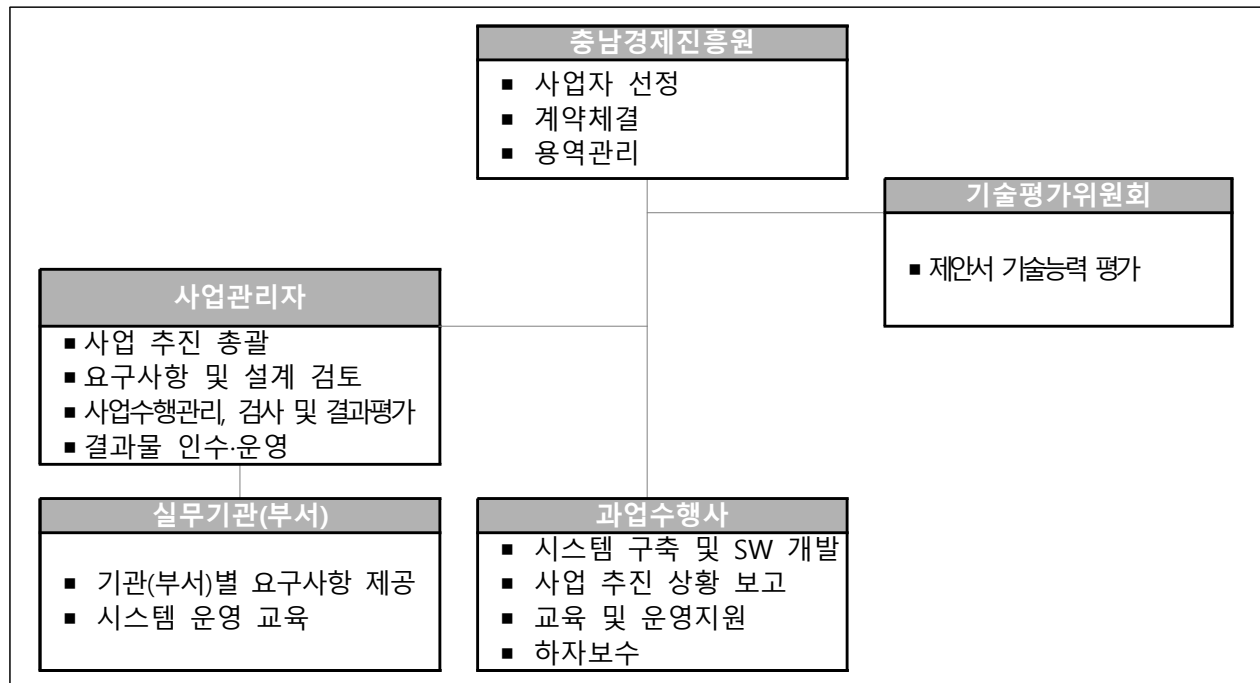 충남경제진흥원
■ 사업자 선정
■ 계약체결
■ 용역관리
기술평가위원회
■ 제안서 기술능력 평가
사업관리자
■ 사업 추진 총괄
■ 요구사항 및 설계 검토
■ 사업수행관리, 검사 및 결과평가
■ 결과물 인수·운영
실무기관(부서)
■ 기관(부서)별 요구사항 제공
■ 시스템 운영 교육
과업수행사
■ 시스템 구축 및 SW 개발
■ 사업 추진 상황 보고
■ 교육 및 운영지원
■ 하자보수